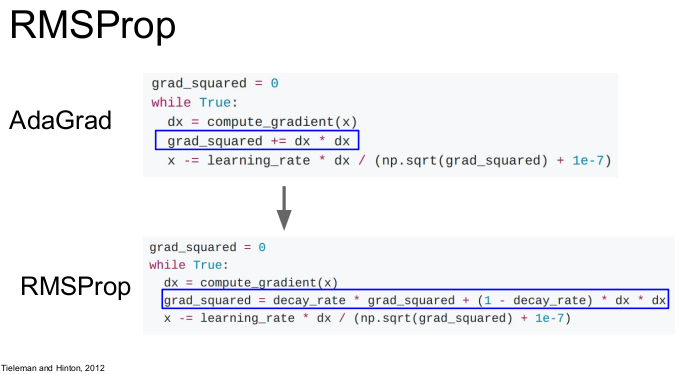 RMSProp
AdaGrad
grad_squared = 0
while True:
dx = compute_gradient(x)
grad_squared += dx * dx
x -= learning_rate * dx / (np.sqrt(grad_squared) + 1e-7)
RMSProp
grad_squared = 0
while True:
dx = compute_gradient(x)
grad_squared = decay_rate * grad_squared + (1 - decay_rate) * dx * dx
x -= learning_rate * dx / (np.sqrt(grad_squared) + 1e-7)
Tieleman and Hinton, 2012